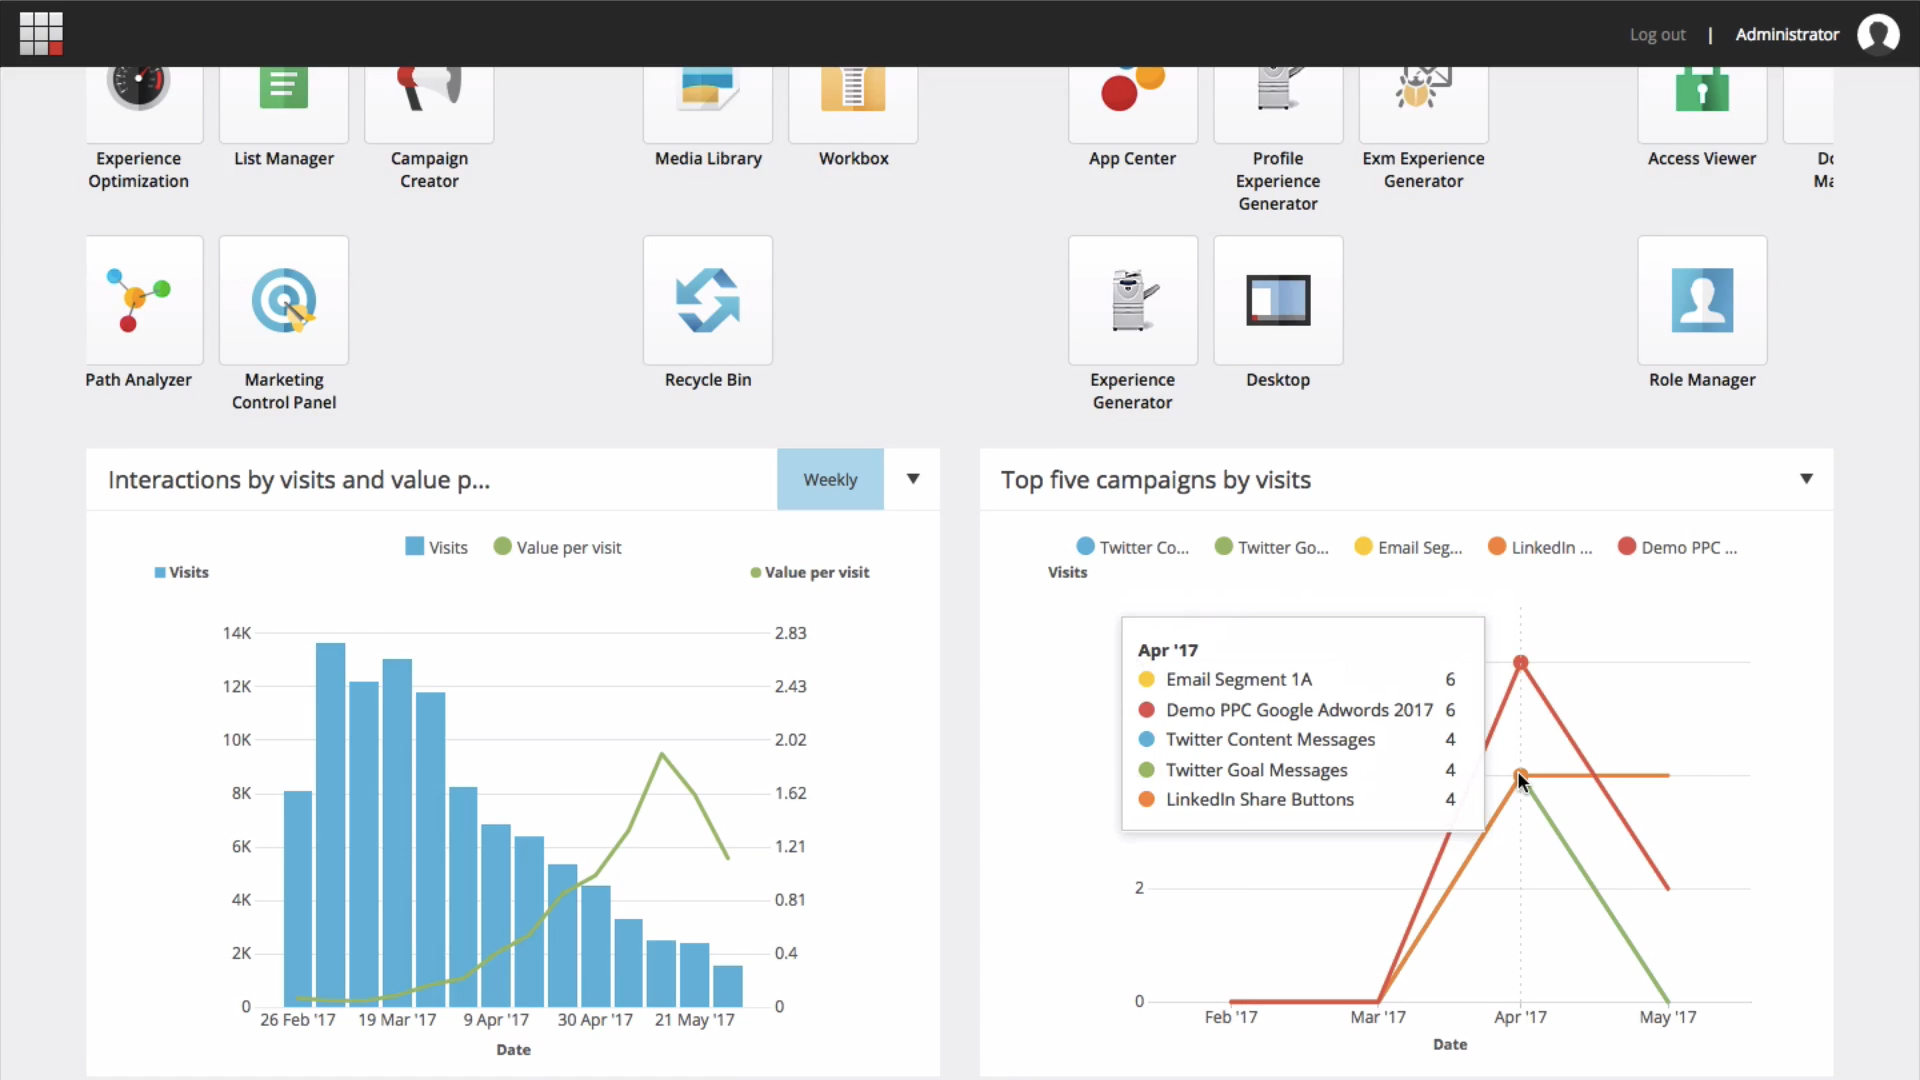 Log out | Administrator
Experience
Optimization
List Manager
Campaign
Creator
Media Library
Workbox
App Center
Profile
Experience
Generator
Exm Experience
Generator
Access Viewer
Dc
Ma
Path Analyzer
Marketing
Control Panel
Recycle Bin
Experience
Generator
Desktop
Role Manager
Interactions by visits and value p...
Weekly
Visits
Value per visit
Visits
Value per visit
14K
12K
10K
8K
6K
4K
2K
0
2.83
2.43
2.02
1.62
1.21
0.81
0.4
0
26 Feb '17
19 Mar '17
9 Apr '17
30 Apr '17
21 May '17
Date
Top five campaigns by visits
Twitter Co...
Twitter Go...
Email Seg...
LinkedIn ...
Demo PPC ...
Visits
Apr '17
Email Segment 1A 6
Demo PPC Google Adwords 2017 6
Twitter Content Messages 4
Twitter Goal Messages 4
LinkedIn Share Buttons 4
2
0
Feb '17
Mar '17
Apr '17
May '17
Date